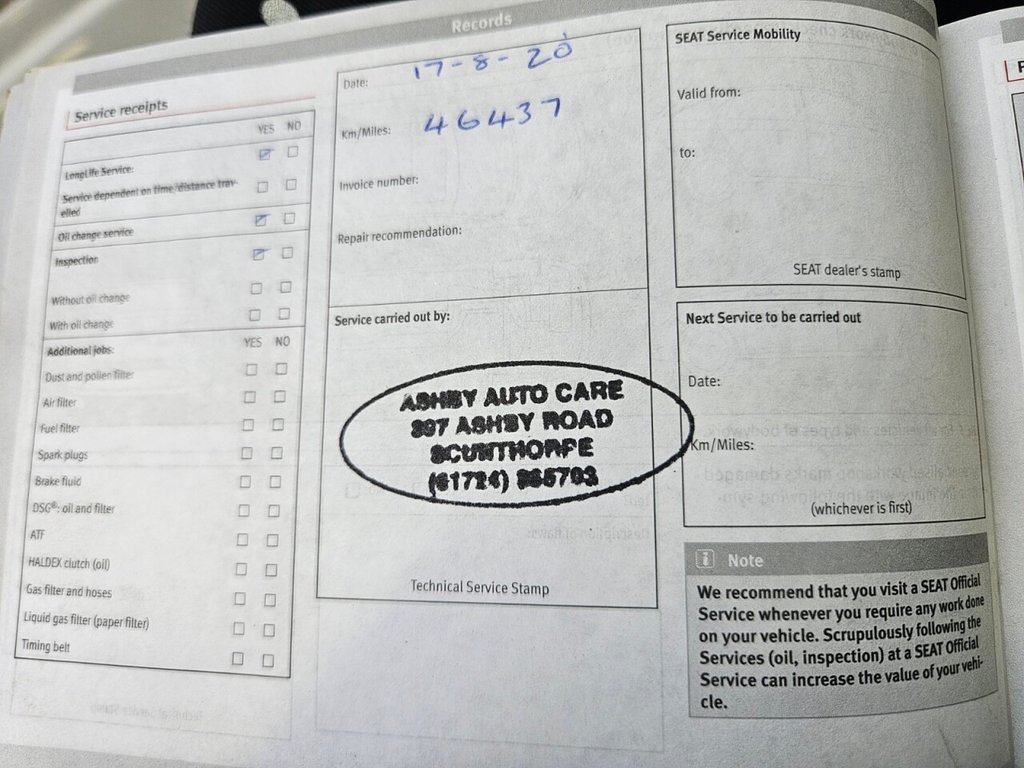 Records
Service receipts
YES NO
LongLife Service:
Service dependent on time/distance trav-
elled
Oil change service
Inspection
Without oil change
With oil change
Additional jobs: YES NO
Dust and pollen filter
Air filter
Fuel filter
Spark plugs
Brake fluid
DSG®: oil and filter
ATF
HALDEX clutch (oil)
Gas filter and hoses
Liquid gas filter (paper filter)
Timing belt
Date: 17-8-20
Km/Miles: 46437
Invoice number:
Repair recommendation:
Service carried out by:
ASHBY AUTO CARE
ASHBY ROAD
SCUNTHORPE
Technical Service Stamp
SEAT Service Mobility
Valid from:
to:
SEAT dealer's stamp
Next Service to be carried out
Date:
Km/Miles:
(whichever is first)
i Note
We recommend that you visit a SEAT Official
Service whenever you require any work done
on your vehicle. Scrupulously following the
Services (oil, inspection) at a SEAT Official
Service can increase the value of your vehi-
cle.